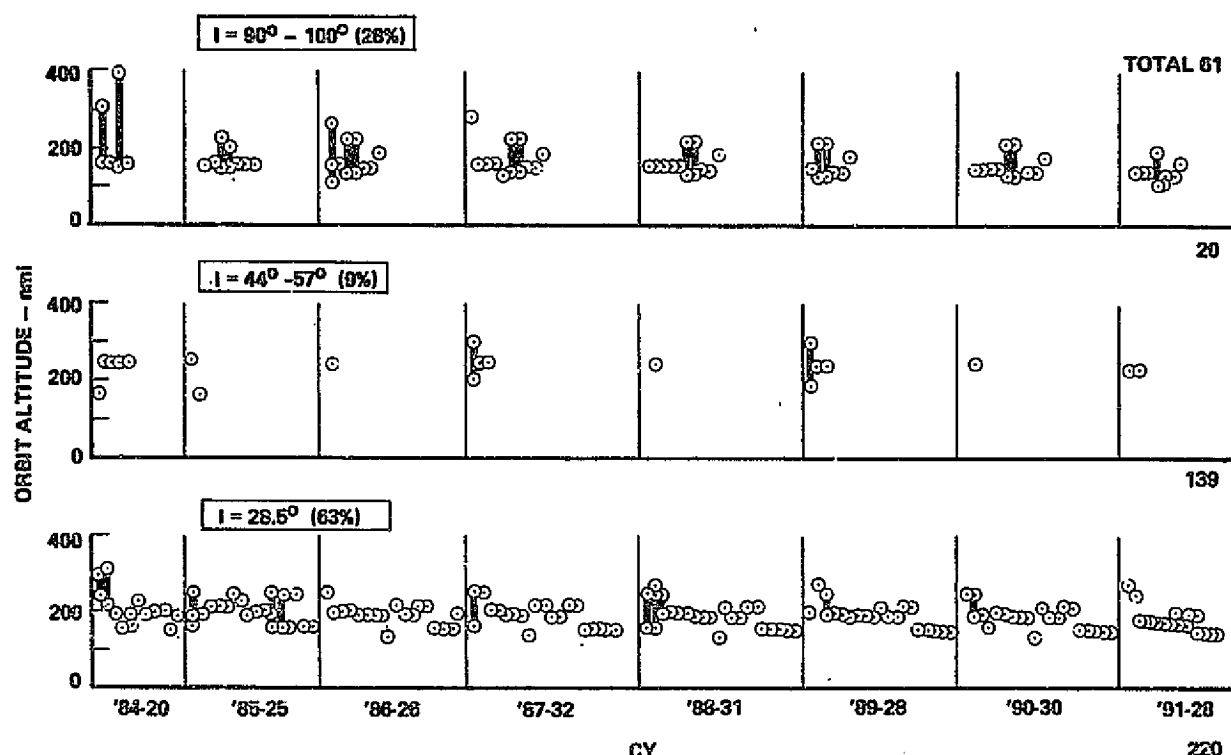 I = 90° – 100° (28%)
TOTAL 61
400
200
0
20
I = 44° -57° (9%)
400
200
0
139
I = 28.5° (63%)
400
200
0
ORBIT ALTITUDE – nmi
'84-20 '85-25 '86-26 '87-32 '88-31 '89-28 '90-30 '91-28
CY
220